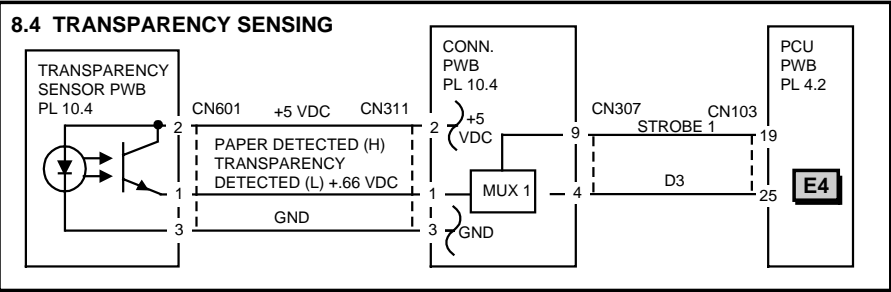 8.4 TRANSPARENCY SENSING
TRANSPARENCY
SENSOR PWB
PL 10.4
CN601
+5 VDC
CN311
CONN.
PWB
PL 10.4
CN307
CN103
PCU
PWB
PL 4.2
2
2
+5
VDC
9
STROBE 1
19
PAPER DETECTED (H)
TRANSPARENCY
DETECTED (L) +.66 VDC
1
1
MUX 1
4
D3
25
E4
3
GND
3
GND